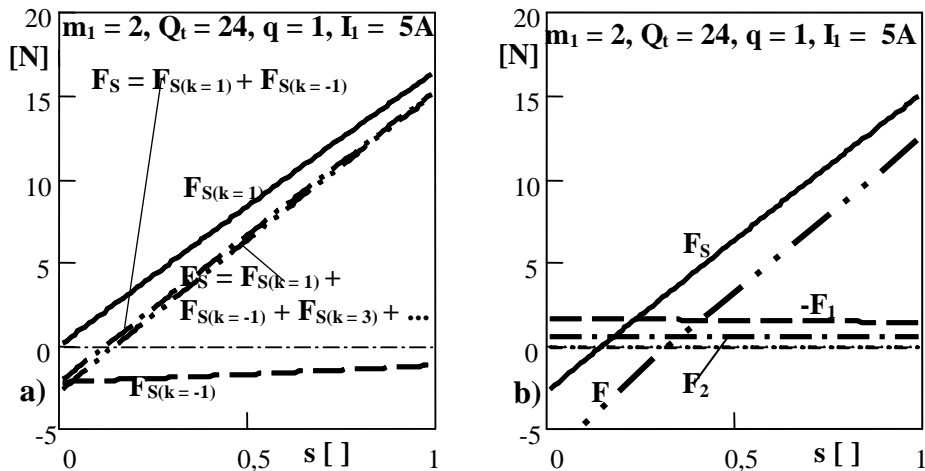 20
m₁ = 2, Qₜ = 24, q = 1, I₁ = 5A
[N]
F_S = F_S(k = 1) + F_S(k = -1)
15
10
F_S(k = 1)
5
F_S = F_S(k = 1) +
F_S(k = -1) + F_S(k = 3) + ...
0
a)
F_S(k = -1)
-5
0
0,5
s [ ]
1
20
m₁ = 2, Qₜ = 24, q = 1, I₁ = 5A
[N]
15
10
F_S
5
-F₁
0
b)
F
F₂
-5
0
0,5
s [ ]
1